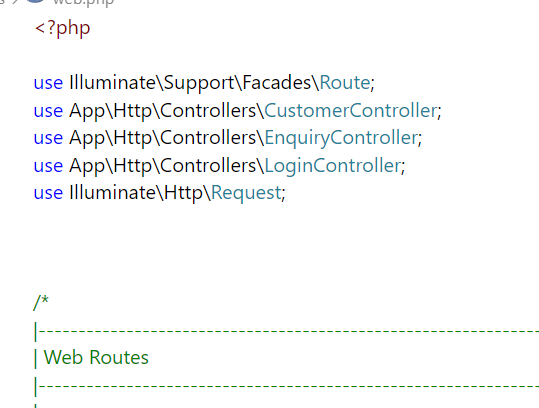 web.php
<?php
use Illuminate\Support\Facades\Route;
use App\Http\Controllers\CustomerController;
use App\Http\Controllers\EnquiryController;
use App\Http\Controllers\LoginController;
use Illuminate\Http\Request;
/*
|--------------------------------------------------------------
| Web Routes
|--------------------------------------------------------------
|